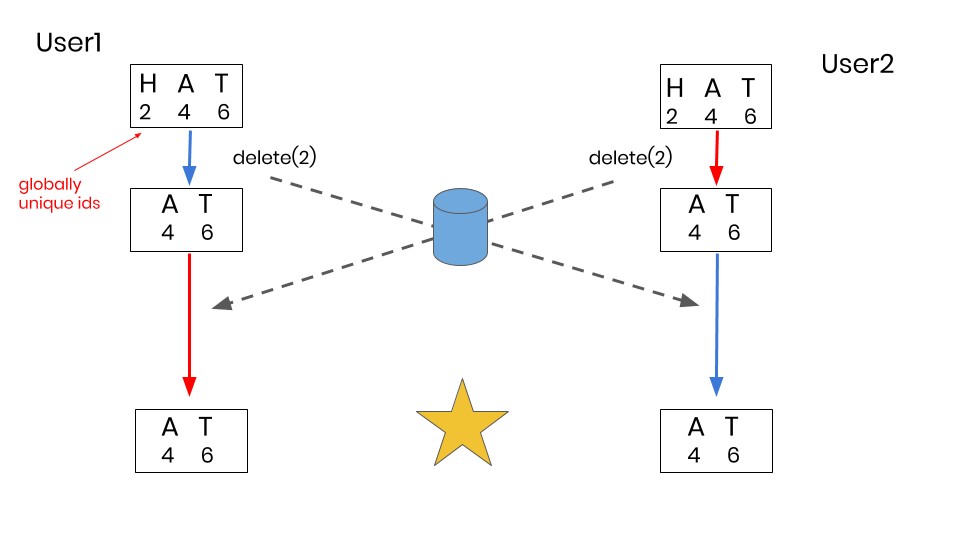 User1
User2
H A T
2 4 6
H A T
2 4 6
delete(2)
delete(2)
globally
unique ids
A T
4 6
A T
4 6
A T
4 6
A T
4 6